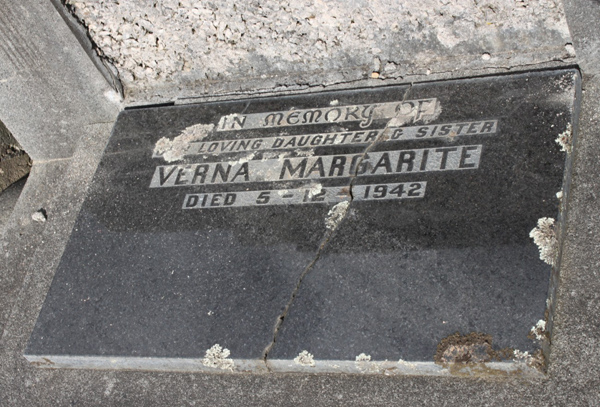 IN MEMORY OF
LOVING DAUGHTER & SISTER
VERNA MARGARITE
DIED 5-12-1942